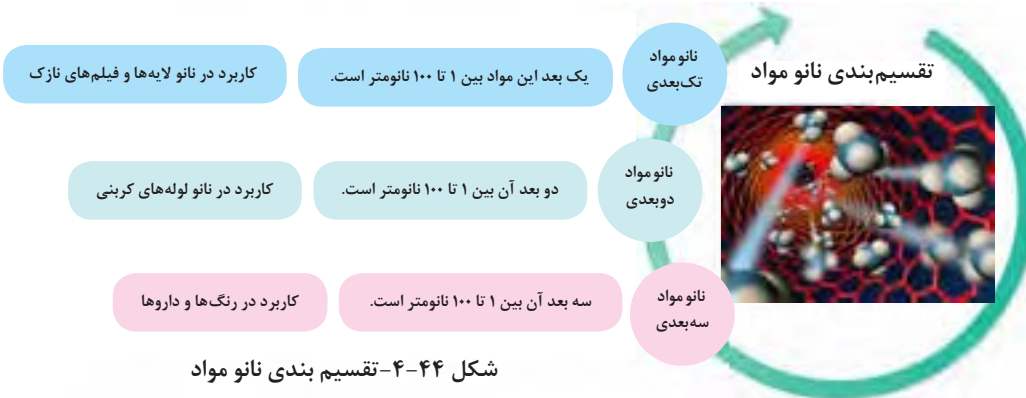 تقسیم‌بندی نانو مواد
نانو مواد
تک‌بعدی
یک بعد این مواد بین ۱ تا ۱۰۰ نانومتر است.
کاربرد در نانو لایه‌ها و فیلم‌های نازک
نانو مواد
دوبعدی
دو بعد آن بین ۱ تا ۱۰۰ نانومتر است.
کاربرد در نانو لوله‌های کربنی
نانو مواد
سه‌بعدی
سه بعد آن بین ۱ تا ۱۰۰ نانومتر است.
کاربرد در رنگ‌ها و داروها
شکل ۴۴-۴-تقسیم بندی نانو مواد